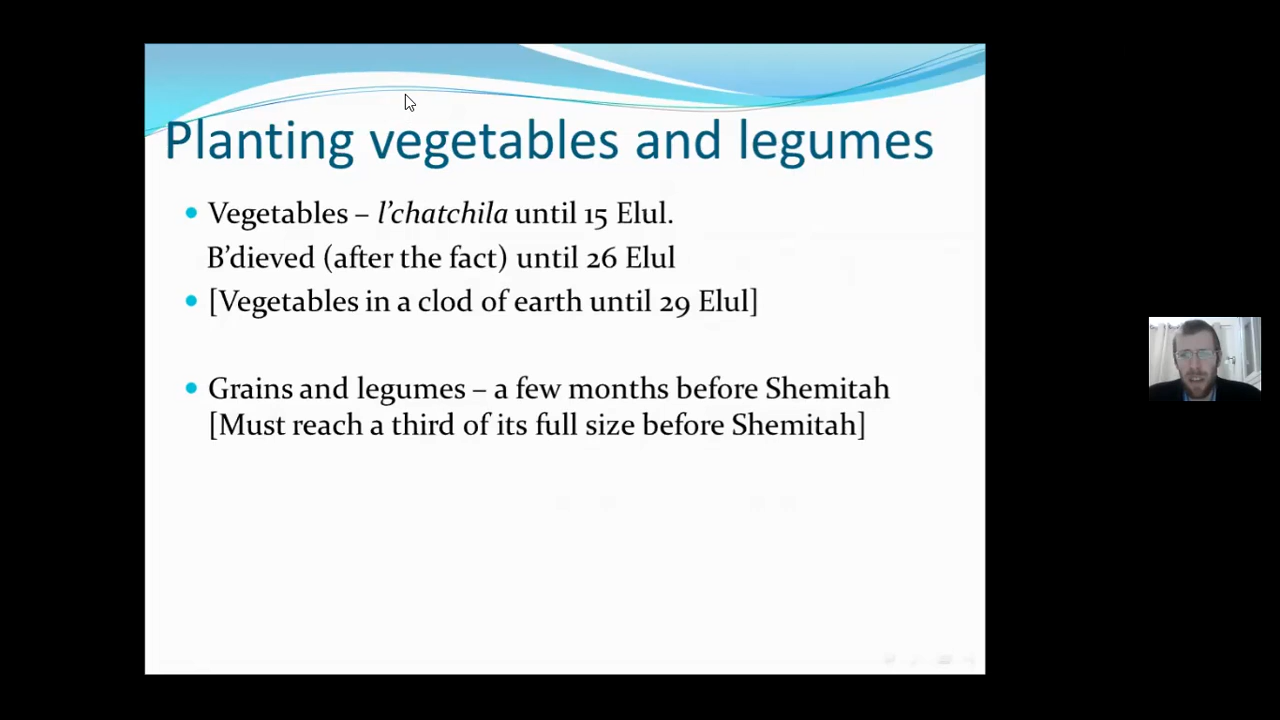 Planting vegetables and legumes
• Vegetables – l’chatchila until 15 Elul.
B’dieved (after the fact) until 26 Elul
• [Vegetables in a clod of earth until 29 Elul]
• Grains and legumes – a few months before Shemitah
[Must reach a third of its full size before Shemitah]